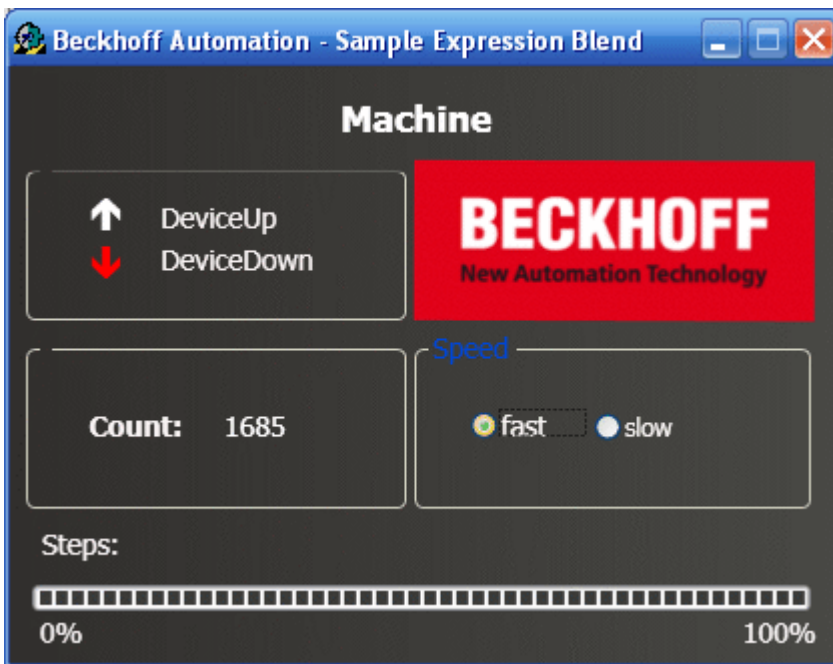 Beckhoff Automation - Sample Expression Blend
Machine
DeviceUp
DeviceDown
BECKHOFF
New Automation Technology
Count: 1685
Speed
fast slow
Steps:
0% 100%